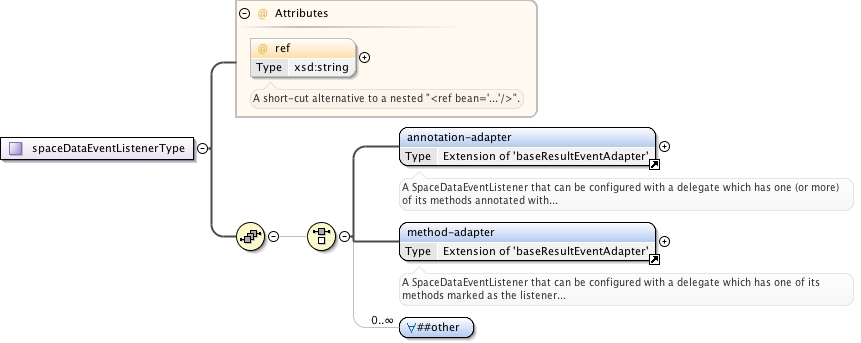 Attributes
@ ref
Type xsd:string
A short-cut alternative to a nested "<ref bean='...'/>".
spaceDataEventListenerType
annotation-adapter
Type Extension of 'baseResultEventAdapter'
A SpaceDataEventListener that can be configured with a delegate which has one (or more)
of its methods annotated with...
method-adapter
Type Extension of 'baseResultEventAdapter'
A SpaceDataEventListener that can be configured with a delegate which has one of its
methods marked as the listener...
0..∞
∀##other